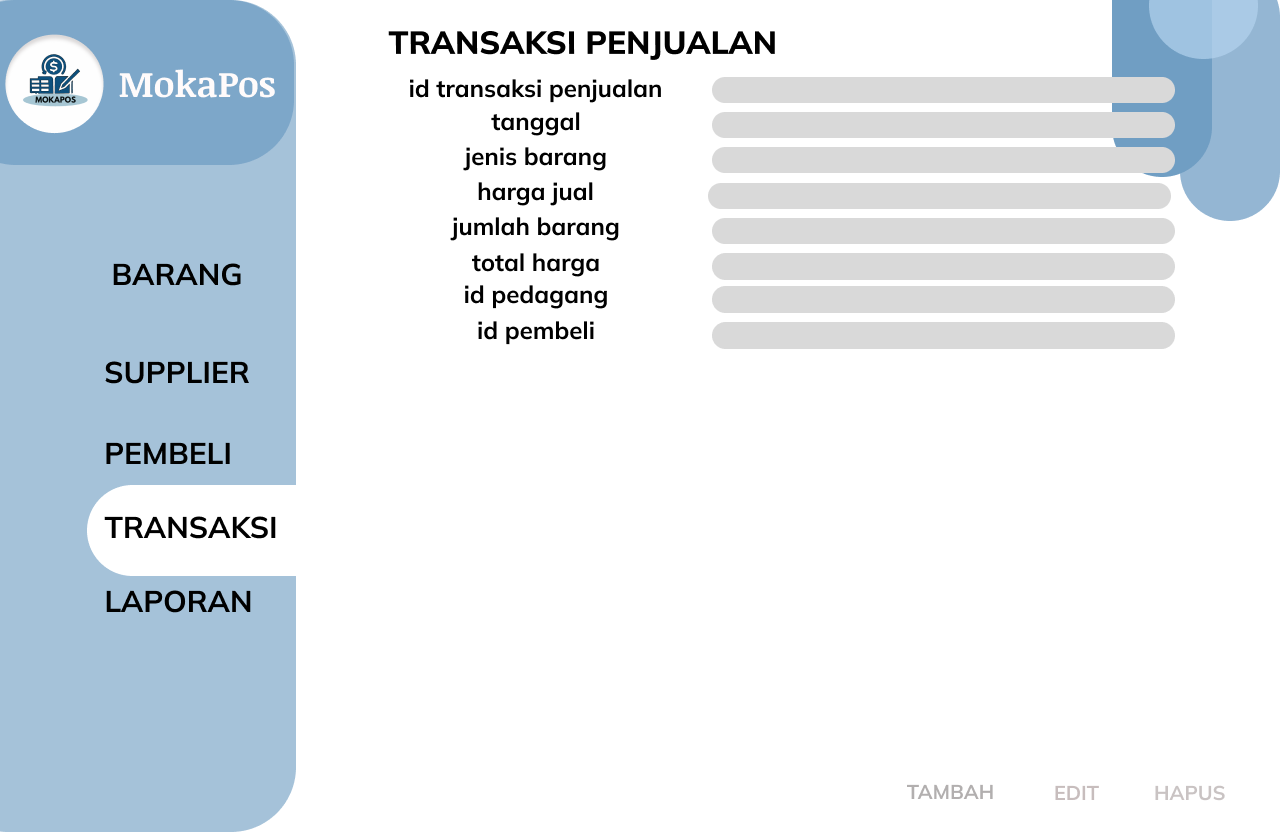 MOKAPOS
MokaPos
BARANG
SUPPLIER
PEMBELI
TRANSAKSI
LAPORAN
TRANSAKSI PENJUALAN
id transaksi penjualan
tanggal
jenis barang
harga jual
jumlah barang
total harga
id pedagang
id pembeli
TAMBAH
EDIT
HAPUS